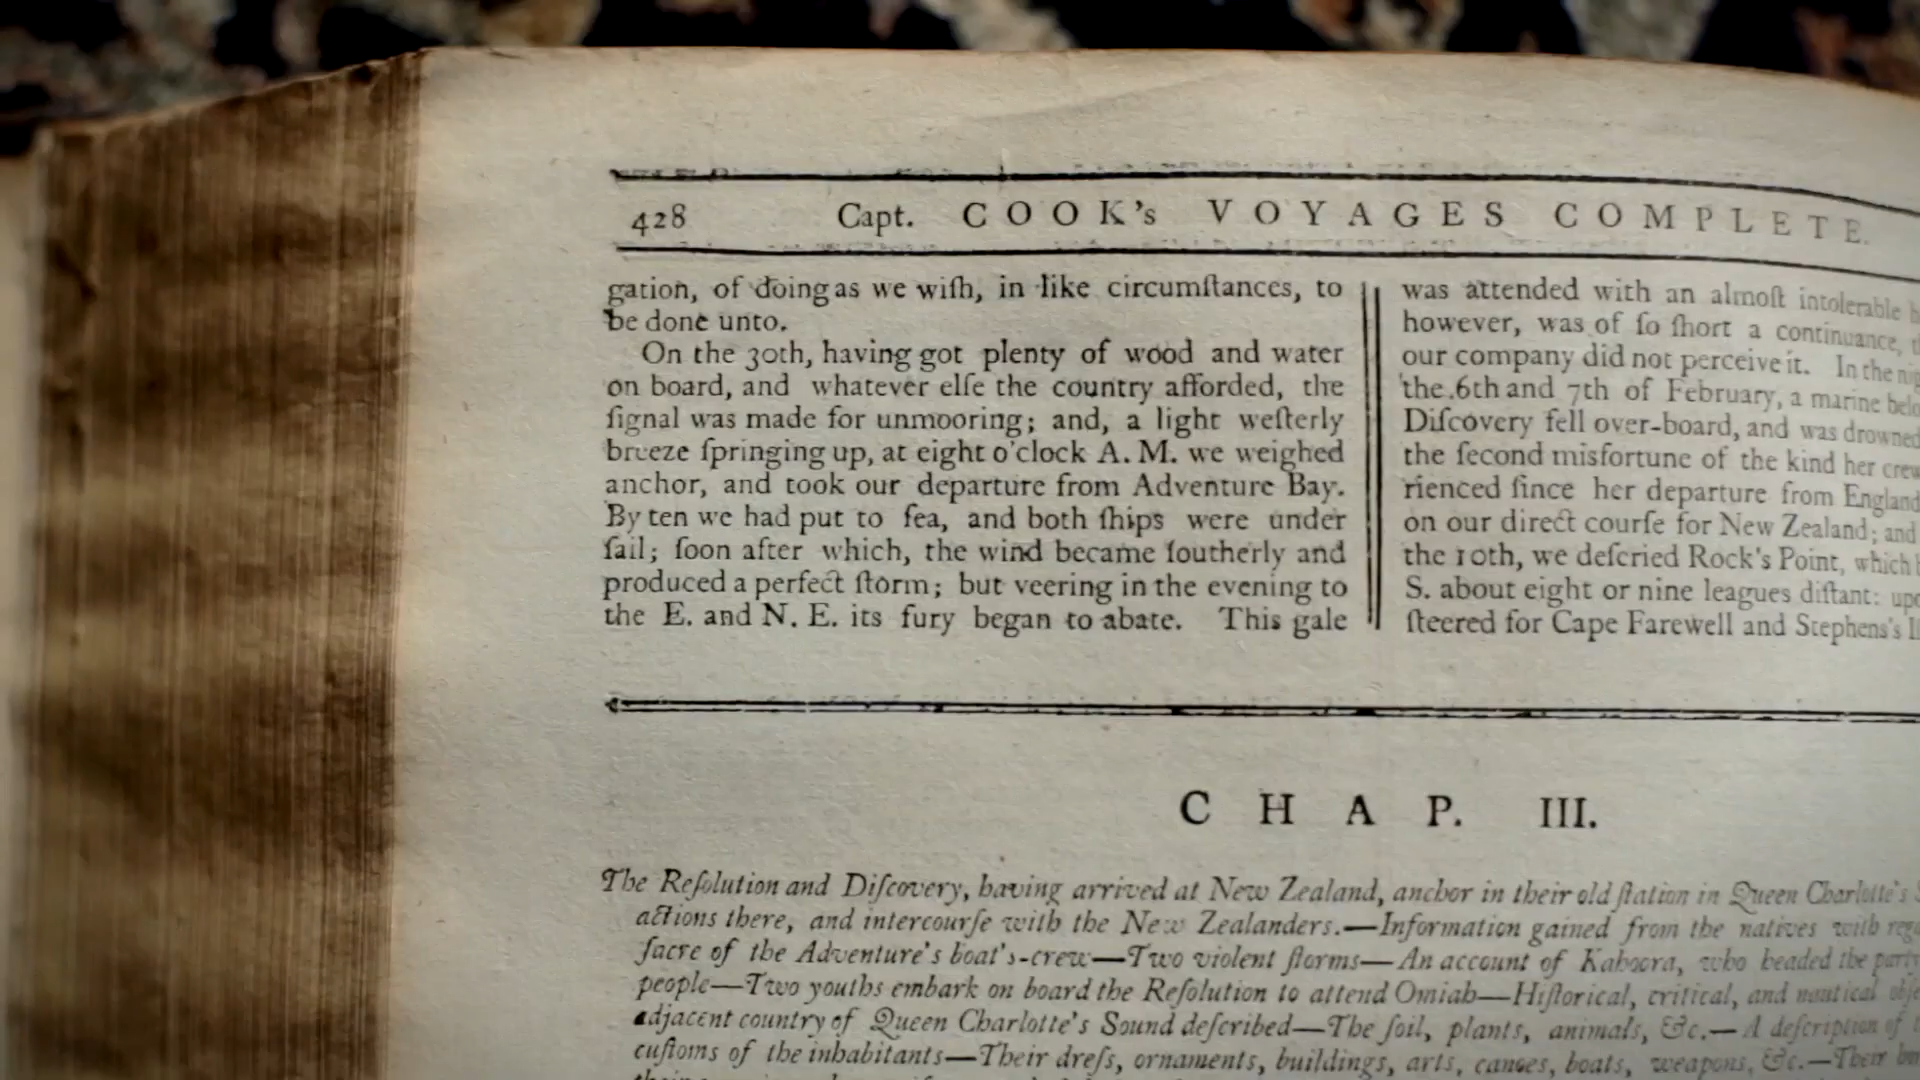 428 Capt. COOK's VOYAGES COMPLETE.
gation, of doing as we wiſh, in like circumſtances, to
be done unto.
On the 30th, having got plenty of wood and water
on board, and whatever elſe the country afforded, the
ſignal was made for unmooring; and, a light weſterly
breeze ſpringing up, at eight o'clock A. M. we weighed
anchor, and took our departure from Adventure Bay.
By ten we had put to ſea, and both ſhips were under
ſail; ſoon after which, the wind became ſoutherly and
produced a perfect ſtorm; but veering in the evening to
the E. and N. E. its fury began to abate. This gale
was attended with an almoſt intolerable
however, was of ſo ſhort a continuance,
our company did not perceive it. In the
the 6th and 7th of February, a marine
Diſcovery fell over-board, and was drowned
the ſecond misfortune of the kind her
rienced ſince her departure from England
on our direct courſe for New Zealand; and
the 10th, we deſcried Rock's Point, which
S. about eight or nine leagues diſtant:
ſteered for Cape Farewell and Stephens's
CHAP. III.
The Reſolution and Diſcovery, having arrived at New Zealand, anchor in their old ſtation in Queen Charlotte's
actions there, and intercourſe with the New Zealanders.—Information gained from the natives with
ſacre of the Adventure's boat's-crew—Two violent ſtorms—An account of Kahoora, who headed the party
people—Two youths embark on board the Reſolution to attend Omiah—Hiſtorical, critical, and nautical
adjacent country of Queen Charlotte's Sound deſcribed—The ſoil, plants, animals, &c.—A deſcription of
cuſtoms of the inhabitants—Their dreſs, ornaments, buildings, arts, canoes, boats, weapons, &c.—Their